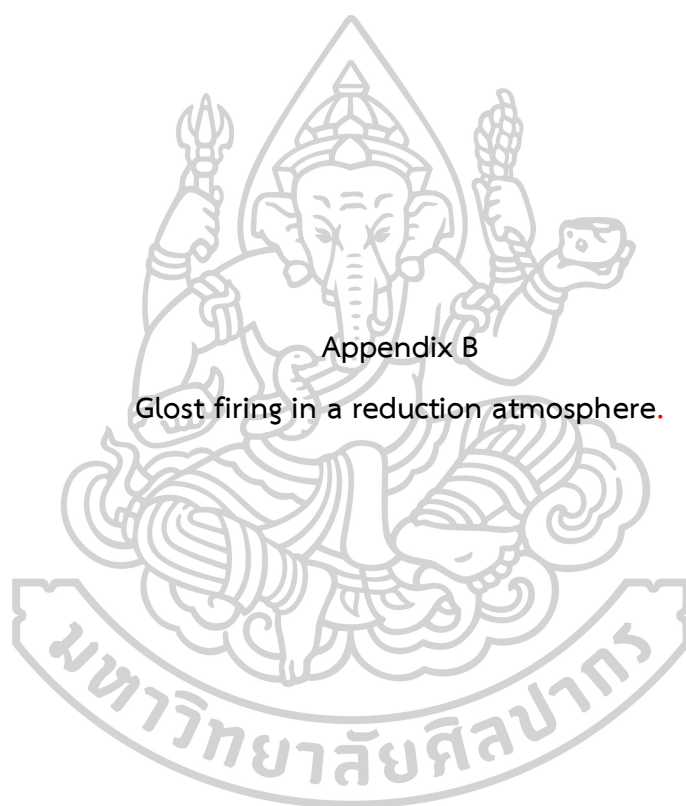 Appendix B
Glost firing in a reduction atmosphere.
มหาวิทยาลัยศิลปากร